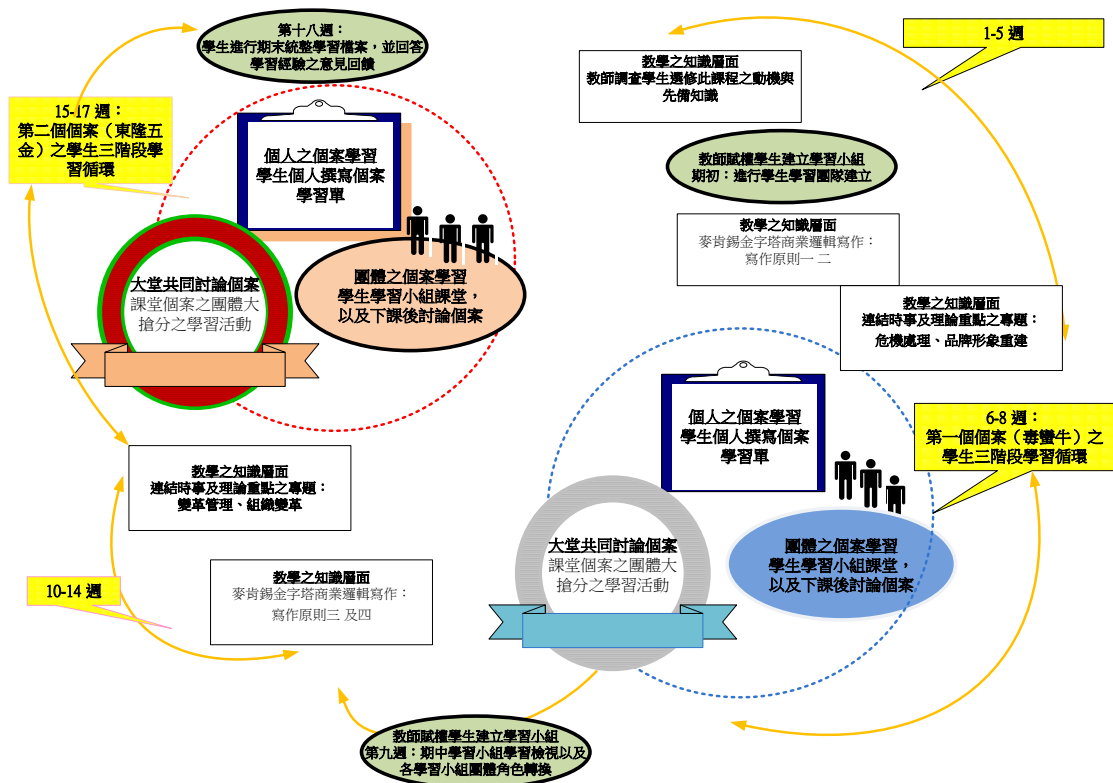 第十八週：
學生進行期末統整學習檔案，並回答
學習經驗之意見回饋
1-5 週
教學之知識層面
教師調查學生選修此課程之動機與
先備知識
15-17 週：
第二個個案（東隆五
金）之學生三階段學
習循環
個人之個案學習
學生個人撰寫個案
學習單
教師賦權學生建立學習小組
期初：進行學生學習團隊建立
教學之知識層面
麥肯錫金字塔商業邏輯寫作：
寫作原則一 二
大堂共同討論個案
課堂個案之團體大
搶分之學習活動
團體之個案學習
學生學習小組課堂，
以及下課後討論個案
教學之知識層面
連結時事及理論重點之專題：
危機處理、品牌形象重建
個人之個案學習
學生個人撰寫個案
學習單
6-8 週：
第一個個案（毒蠻牛）之
學生三階段學習循環
教學之知識層面
連結時事及理論重點之專題：
變革管理、組織變革
大堂共同討論個案
課堂個案之團體大
搶分之學習活動
團體之個案學習
學生學習小組課堂，
以及下課後討論個案
10-14 週
教學之知識層面
麥肯錫金字塔商業邏輯寫作：
寫作原則三 及四
教師賦權學生建立學習小組
第九週：期中學習小組學習檢視以及
各學習小組團體角色轉換